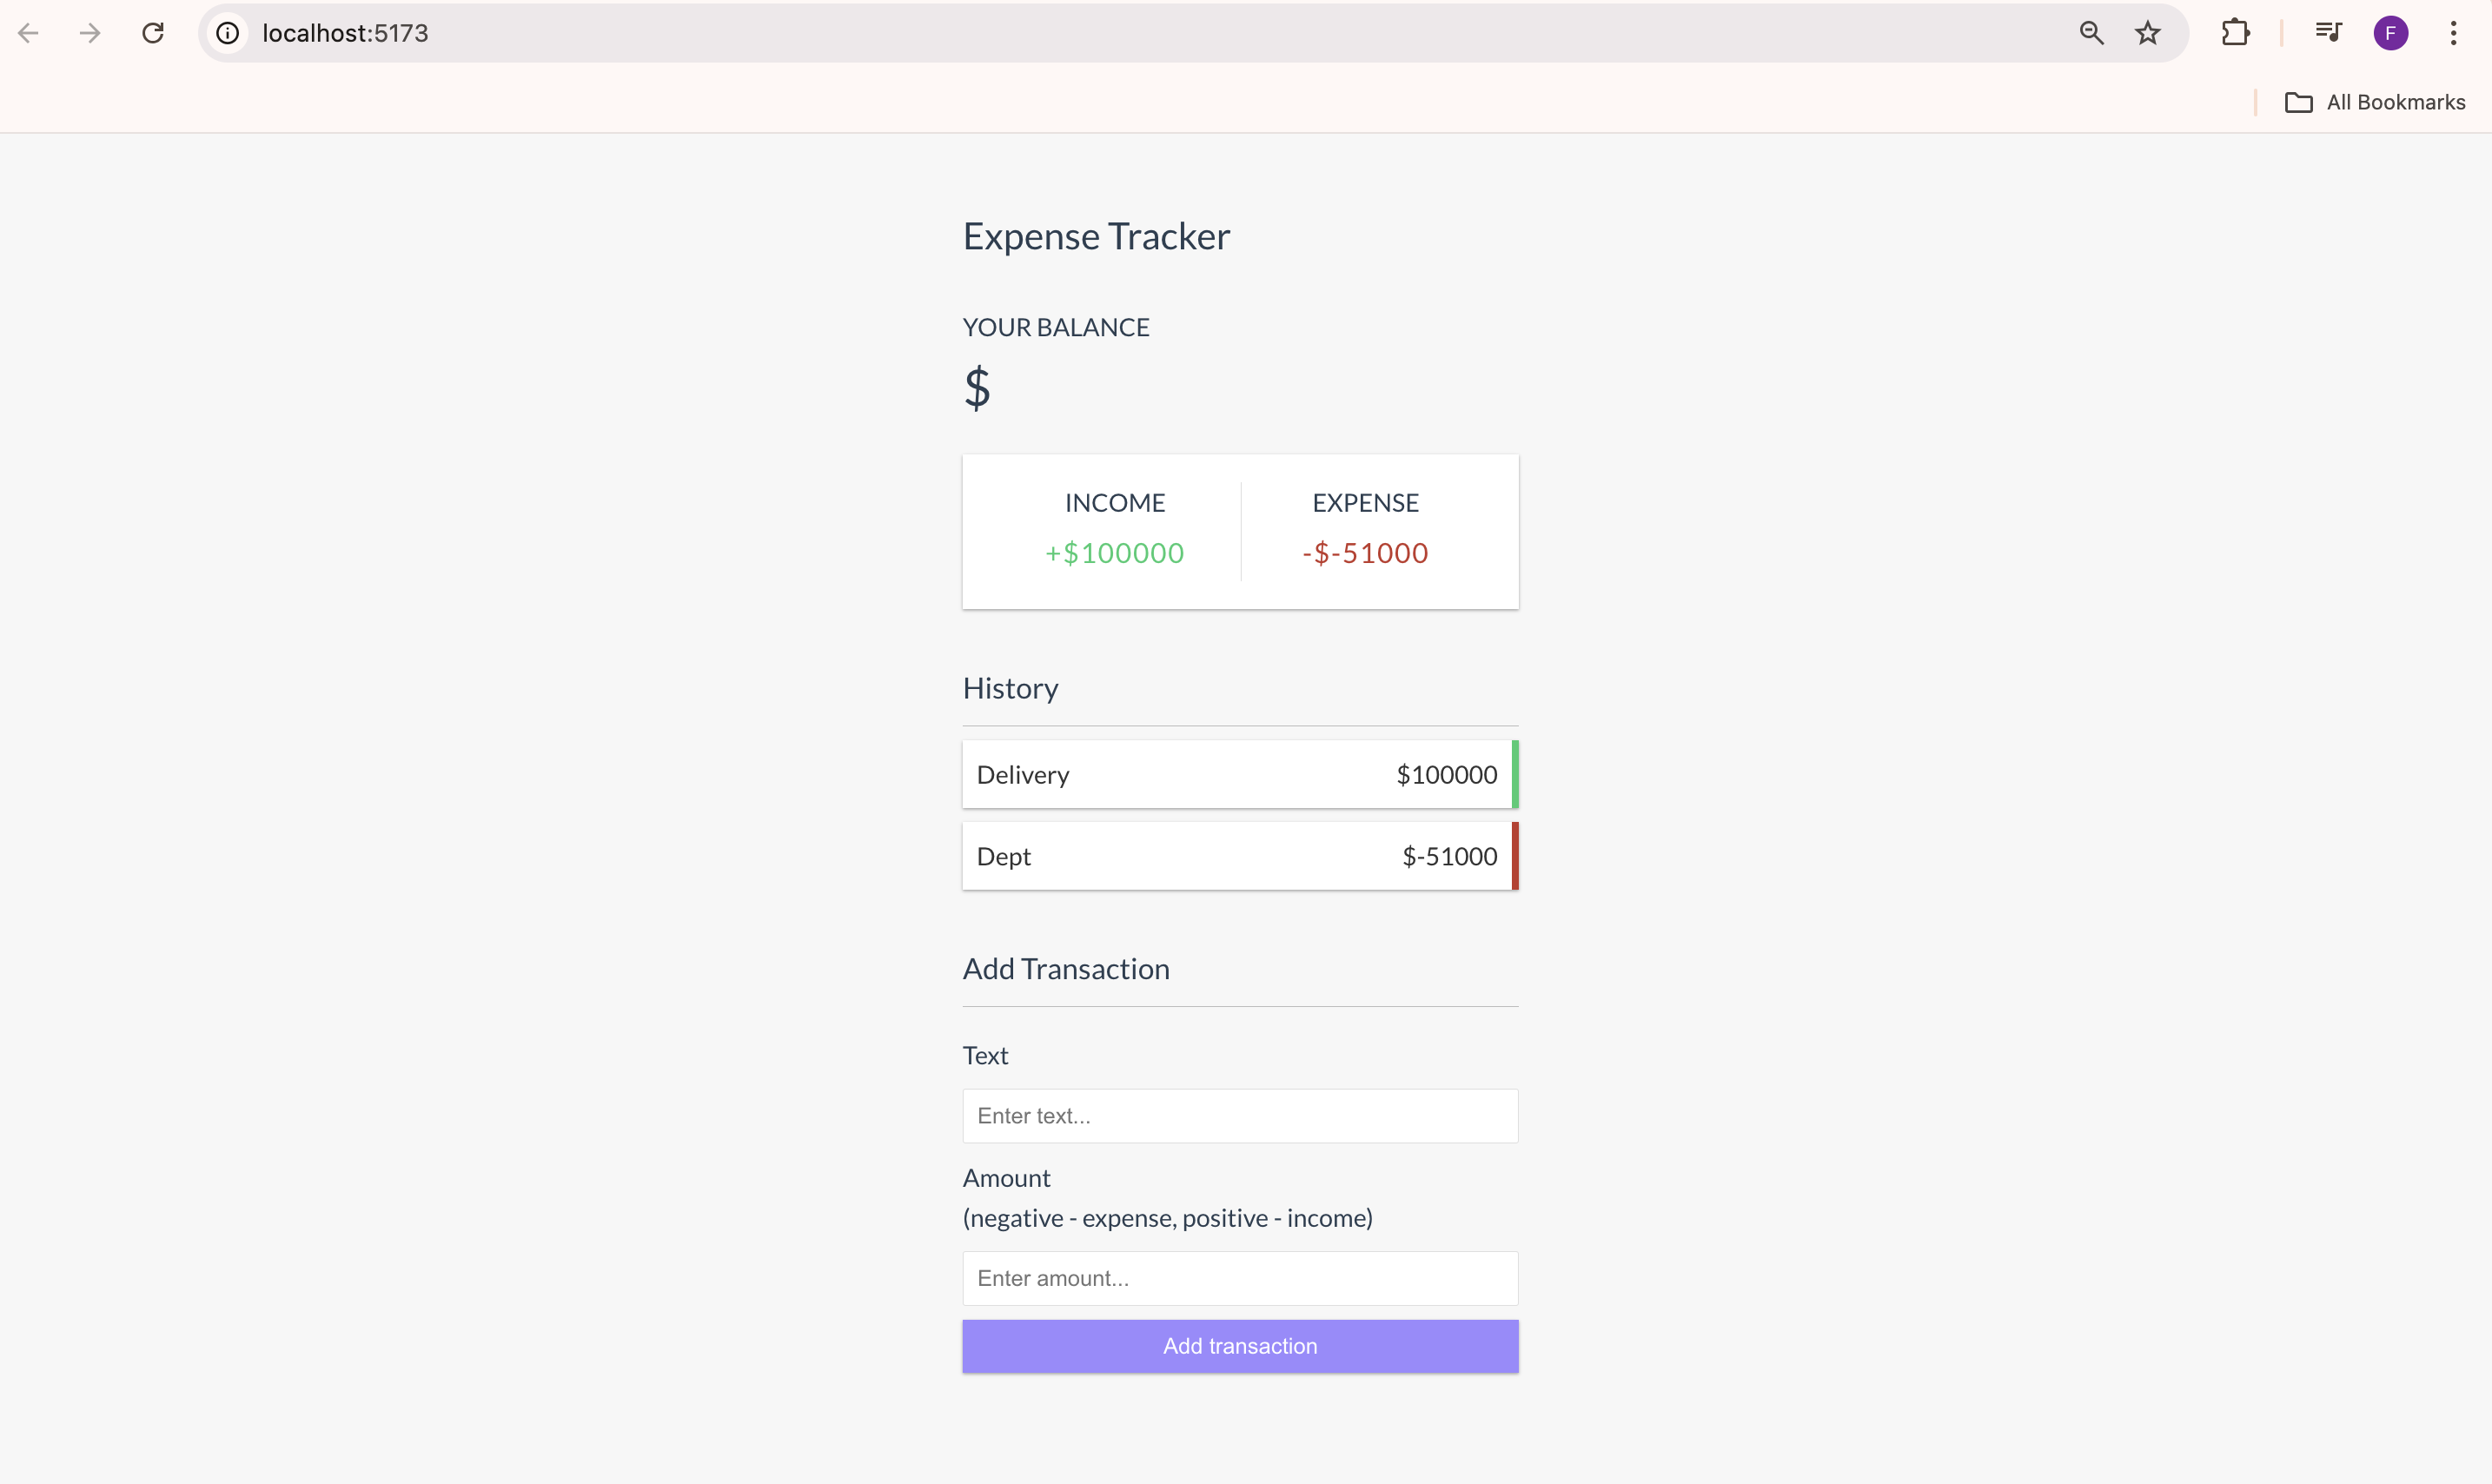 localhost:5173
F
All Bookmarks
Expense Tracker
YOUR BALANCE
$
INCOME
EXPENSE
+$100000
-$-51000
History
Delivery
$100000
Dept
$-51000
Add Transaction
Text
Enter text...
Amount
(negative - expense, positive - income)
Enter amount...
Add transaction